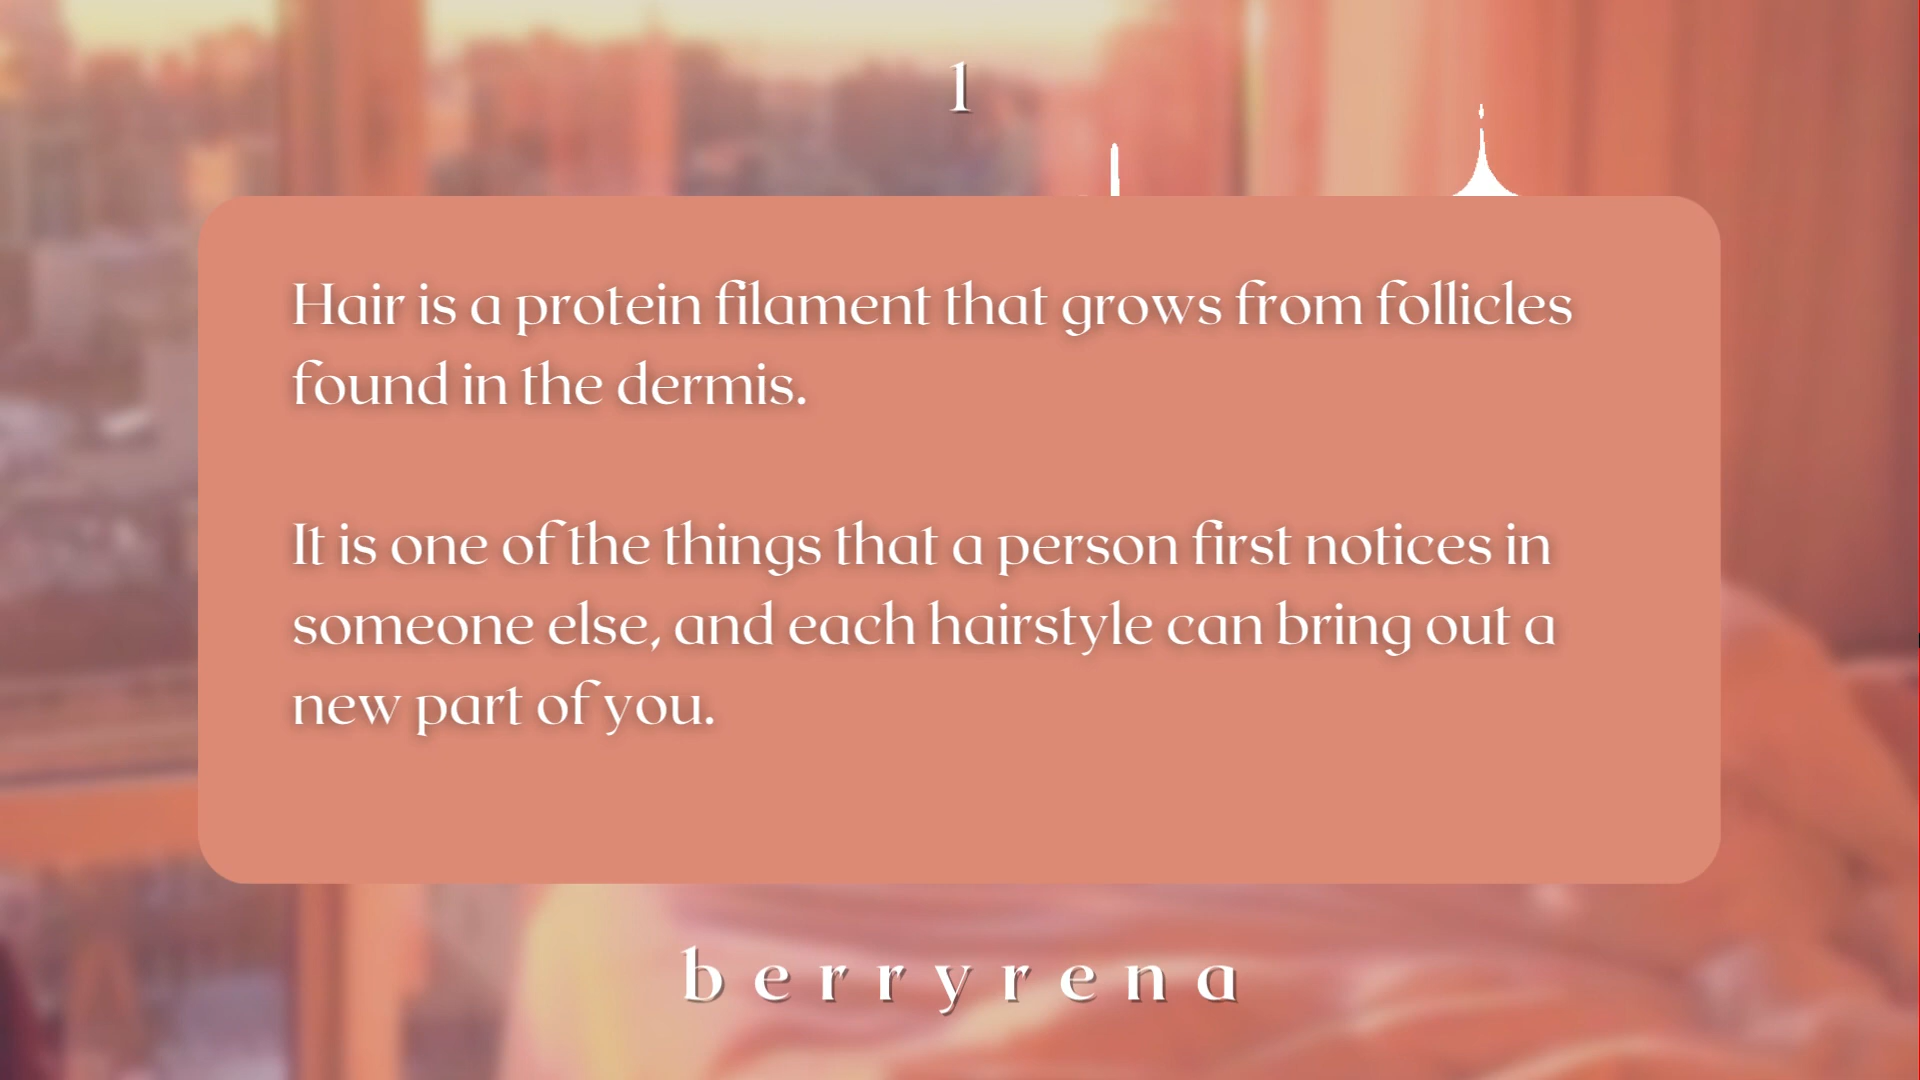 1
Hair is a protein filament that grows from follicles
found in the dermis.
It is one of the things that a person first notices in
someone else, and each hairstyle can bring out a
new part of you.
berryrena